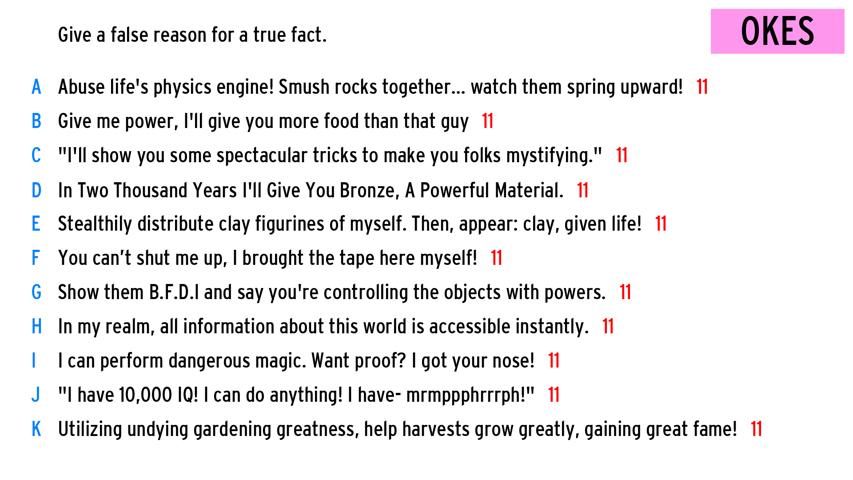 Give a false reason for a true fact.
OKES
A Abuse life's physics engine! Smush rocks together... watch them spring upward! 11
B Give me power, I'll give you more food than that guy 11
C "I'll show you some spectacular tricks to make you folks mystifying." 11
D In Two Thousand Years I'll Give You Bronze, A Powerful Material. 11
E Stealthily distribute clay figurines of myself. Then, appear: clay, given life! 11
F You can’t shut me up, I brought the tape here myself! 11
G Show them B.F.D.I and say you're controlling the objects with powers. 11
H In my realm, all information about this world is accessible instantly. 11
I I can perform dangerous magic. Want proof? I got your nose! 11
J "I have 10,000 IQ! I can do anything! I have- mrmppphrrrph!" 11
K Utilizing undying gardening greatness, help harvests grow greatly, gaining great fame! 11